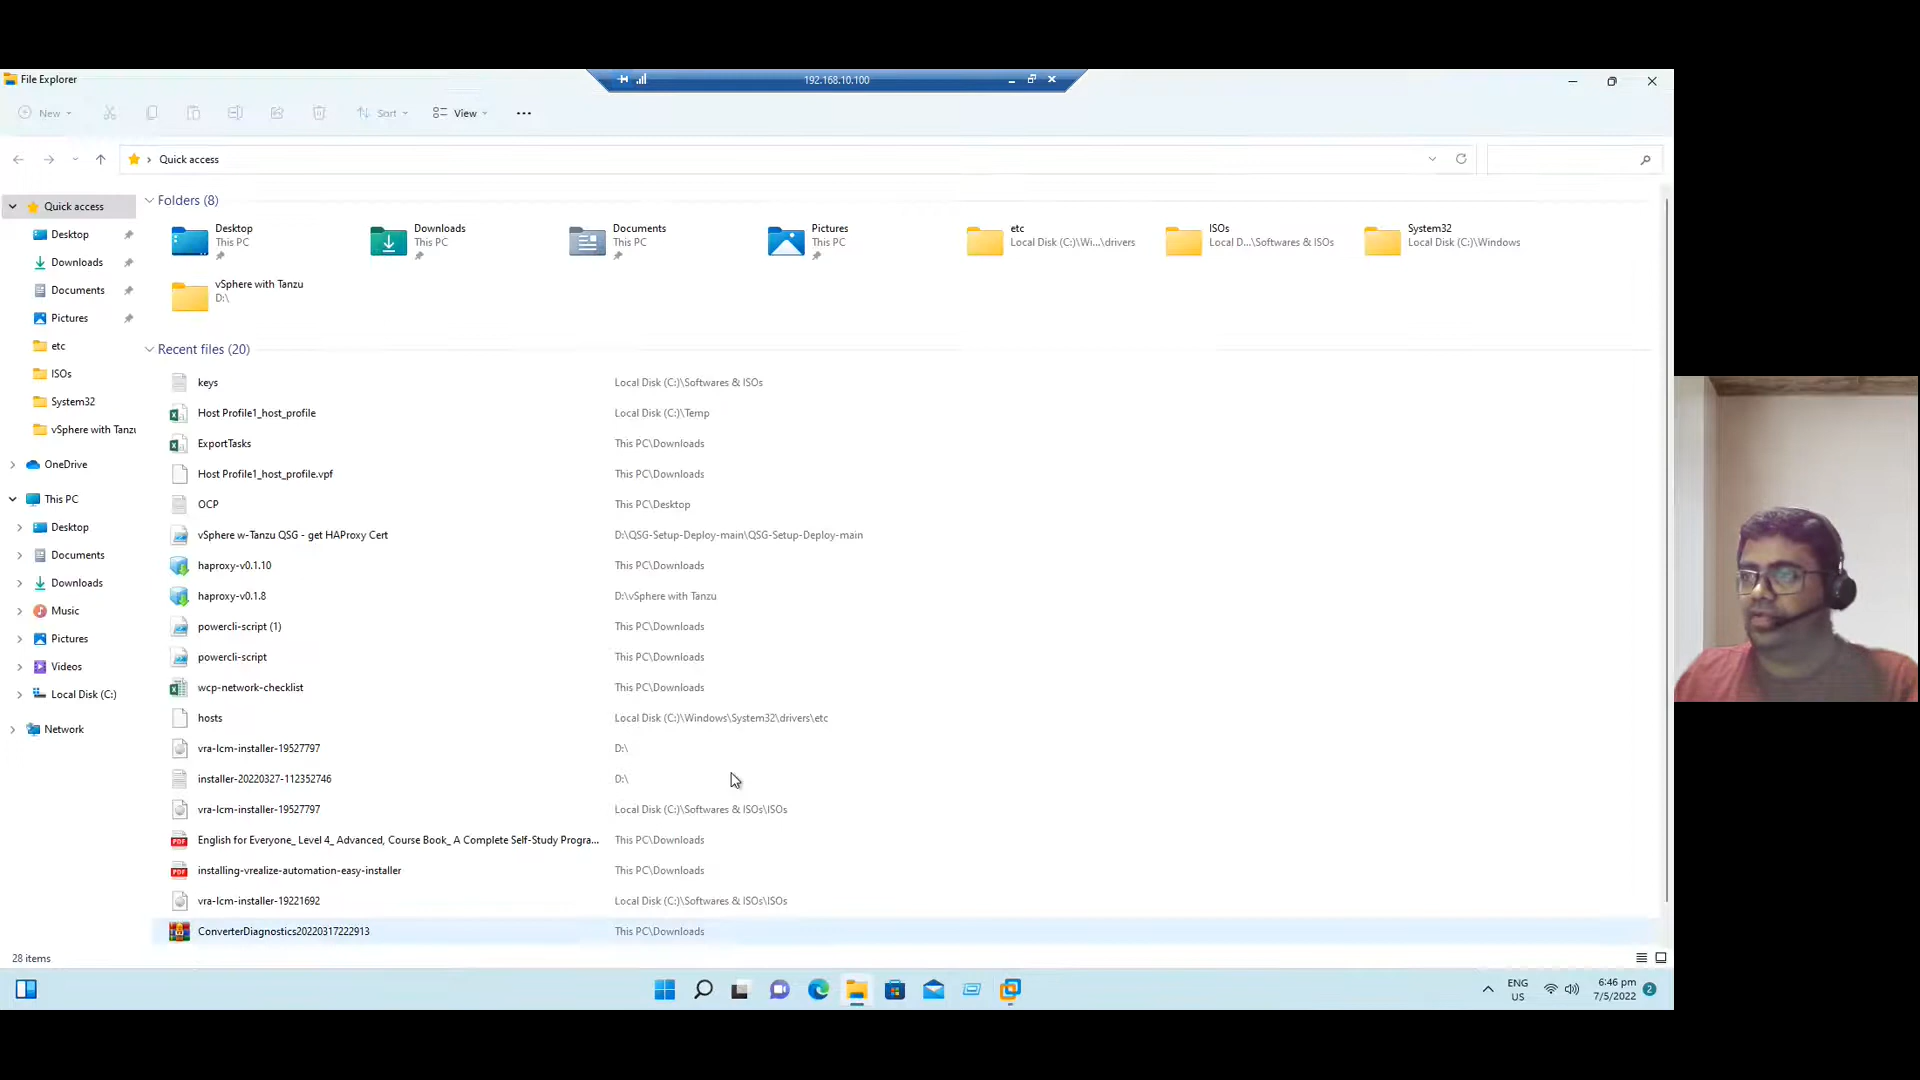 File Explorer
192.168.10.100
New
Sort
View
Quick access
Quick access
Desktop
Downloads
Documents
Pictures
etc
ISOs
System32
vSphere with Tanzu
OneDrive
This PC
Desktop
Documents
Downloads
Music
Pictures
Videos
Local Disk (C:)
Network
Folders (8)
Desktop
This PC
Downloads
This PC
Documents
This PC
Pictures
This PC
etc
Local Disk (C:)\Wi...\drivers
ISOs
Local D...\Softwares & ISOs
System32
Local Disk (C:)\Windows
vSphere with Tanzu
D:\
Recent files (20)
keys Local Disk (C:)\Softwares & ISOs
Host Profile1_host_profile Local Disk (C:)\Temp
ExportTasks This PC\Downloads
Host Profile1_host_profile.vpf This PC\Downloads
OCP This PC\Desktop
vSphere w-Tanzu QSG - get HAProxy Cert D:\QSG-Setup-Deploy-main\QSG-Setup-Deploy-main
haproxy-v0.1.10 This PC\Downloads
haproxy-v0.1.8 D:\vSphere with Tanzu
powercli-script (1) This PC\Downloads
powercli-script This PC\Downloads
wcp-network-checklist This PC\Downloads
hosts Local Disk (C:)\Windows\System32\drivers\etc
vra-lcm-installer-19527797 D:\
installer-20220327-112352746 D:\
vra-lcm-installer-19527797 Local Disk (C:)\Softwares & ISOs\ISOs
English for Everyone_ Level 4_ Advanced, Course Book_ A Complete Self-Study Progra... This PC\Downloads
installing-vrealize-automation-easy-installer This PC\Downloads
vra-lcm-installer-19221692 Local Disk (C:)\Softwares & ISOs\ISOs
ConverterDiagnostics20220317222913 This PC\Downloads
28 items
ENG
US
6:46 pm
7/5/2022
2